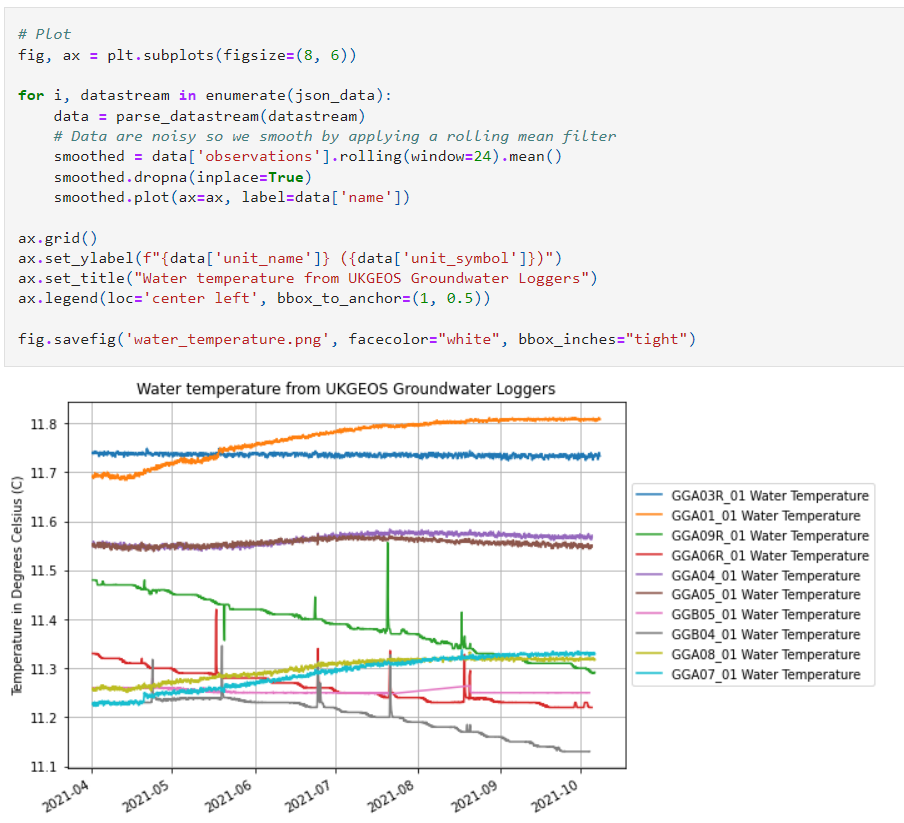 # Plot
fig, ax = plt.subplots(figsize=(8, 6))
for i, datastream in enumerate(json_data):
    data = parse_datastream(datastream)
    # Data are noisy so we smooth by applying a rolling mean filter
    smoothed = data['observations'].rolling(window=24).mean()
    smoothed.dropna(inplace=True)
    smoothed.plot(ax=ax, label=data['name'])
ax.grid()
ax.set_ylabel(f"{data['unit_name']} ({data['unit_symbol']})")
ax.set_title("Water temperature from UKGEOS Groundwater Loggers")
ax.legend(loc='center left', bbox_to_anchor=(1, 0.5))
fig.savefig('water_temperature.png', facecolor="white", bbox_inches="tight")
Water temperature from UKGEOS Groundwater Loggers
Temperature in Degrees Celsius (C)
11.8
11.7
11.6
11.5
11.4
11.3
11.2
11.1
2021-04
2021-05
2021-06
2021-07
2021-08
2021-09
2021-10
GGA03R_01 Water Temperature
GGA01_01 Water Temperature
GGA09R_01 Water Temperature
GGA06R_01 Water Temperature
GGA04_01 Water Temperature
GGA05_01 Water Temperature
GGB05_01 Water Temperature
GGB04_01 Water Temperature
GGA08_01 Water Temperature
GGA07_01 Water Temperature